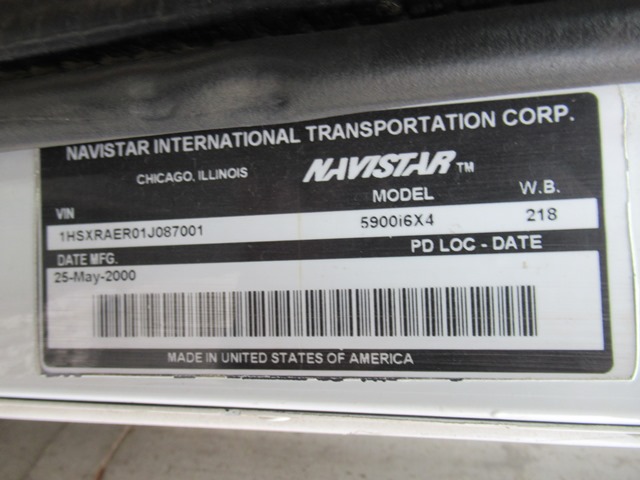 NAVISTAR INTERNATIONAL TRANSPORTATION CORP.
CHICAGO, ILLINOIS NAVISTAR TM
VIN MODEL W.B.
1HSXRAER01J087001 5900i6X4 218
DATE MFG. PD LOC - DATE
25-May-2000
MADE IN UNITED STATES OF AMERICA